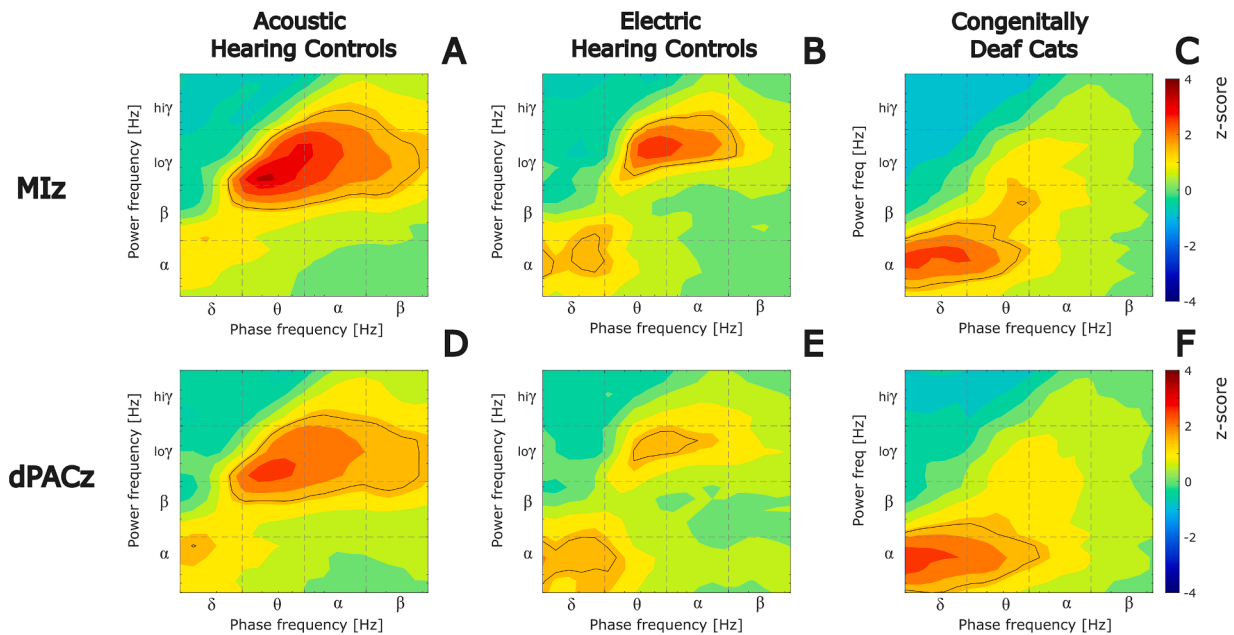 Acoustic
Hearing Controls
A
Electric
Hearing Controls
B
Congenitally
Deaf Cats
C
MIz
Power frequency [Hz]
hiγ
loγ
β
α
δ θ α β
Phase frequency [Hz]
Power frequency [Hz]
hiγ
loγ
β
α
δ θ α β
Phase frequency [Hz]
Power freq [Hz]
hiγ
loγ
β
α
δ θ α β
Phase frequency [Hz]
4
2
0
-2
-4
z-score
D
E
F
dPACz
Power frequency [Hz]
hiγ
loγ
β
α
δ θ α β
Phase frequency [Hz]
Power frequency [Hz]
hiγ
loγ
β
α
δ θ α β
Phase frequency [Hz]
Power freq [Hz]
hiγ
loγ
β
α
δ θ α β
Phase frequency [Hz]
4
2
0
-2
-4
z-score